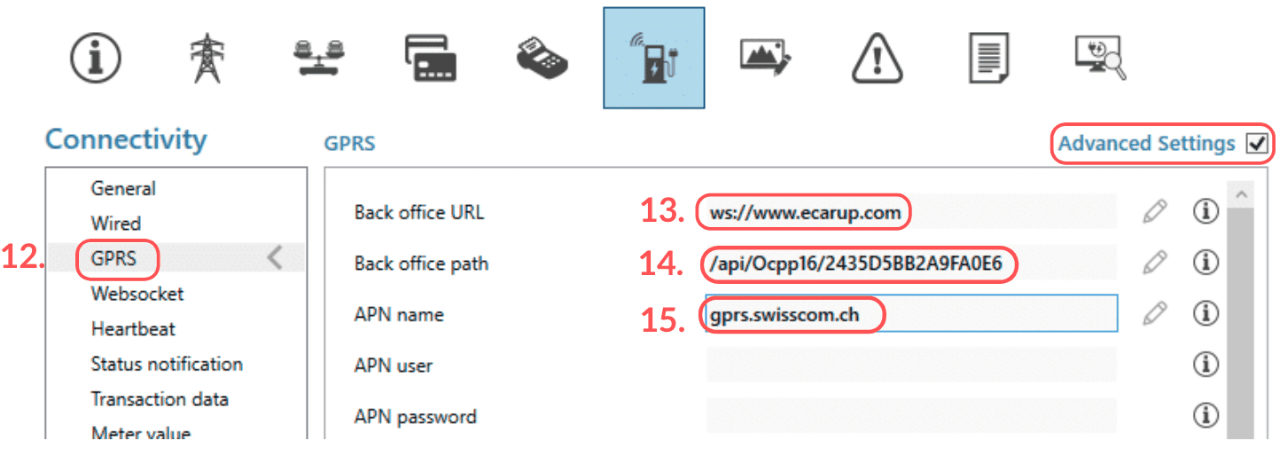 Connectivity
GPRS
Advanced Settings
General
Wired
12. GPRS
Websocket
Heartbeat
Status notification
Transaction data
Meter value
Back office URL 13. ws://www.ecarup.com
Back office path 14. /api/Ocpp16/2435D5BB2A9FA0E6
APN name 15. gprs.swisscom.ch
APN user
APN password